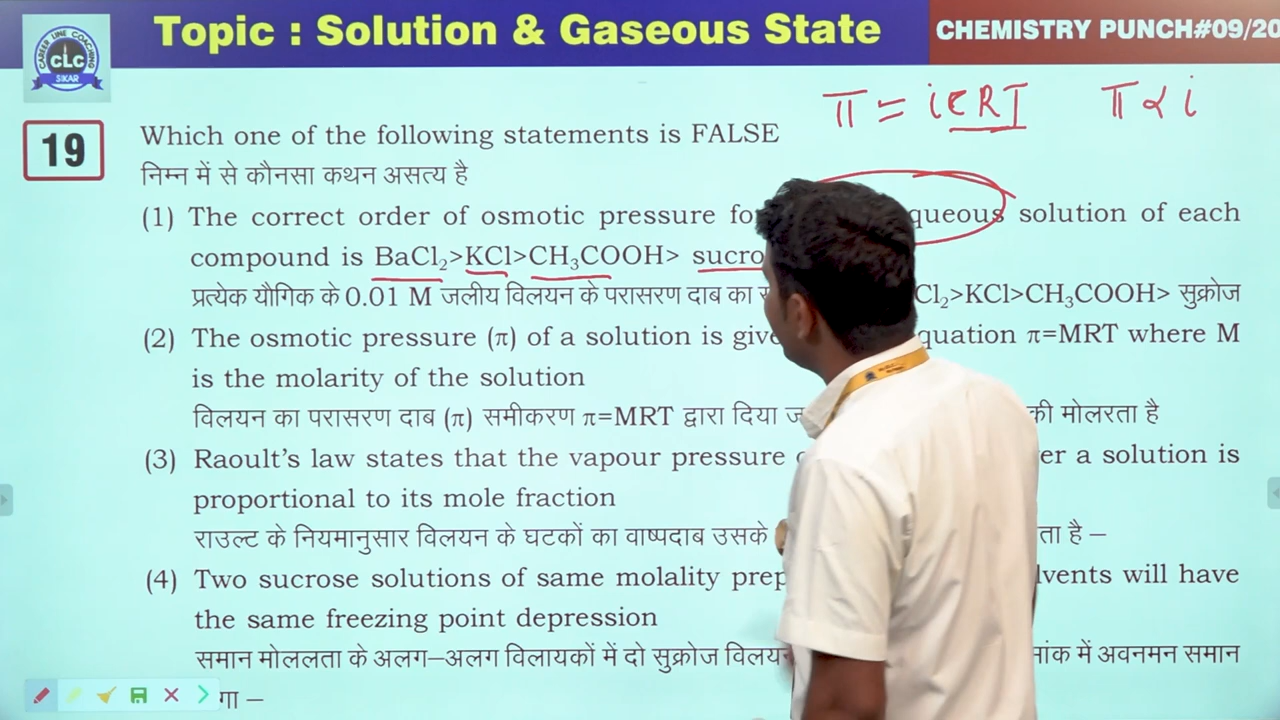 Topic : Solution & Gaseous State
CHEMISTRY PUNCH#09/20
CAREER LINE COACHING
CLC
SIKAR
π = iCRT π ∝ i
19
Which one of the following statements is FALSE
निम्न में से कौनसा कथन असत्य है
(1) The correct order of osmotic pressure for queous solution of each
compound is BaCl₂>KCl>CH₃COOH> sucro
प्रत्येक यौगिक के 0.01 M जलीय विलयन के परासरण दाब का Cl₂>KCl>CH₃COOH> सुक्रोज
(2) The osmotic pressure (π) of a solution is give quation π=MRT where M
is the molarity of the solution
विलयन का परासरण दाब (π) समीकरण π=MRT द्वारा दिया की मोलरता है
(3) Raoult's law states that the vapour pressure er a solution is
proportional to its mole fraction
राउल्ट के नियमानुसार विलयन के घटकों का वाष्पदाब उसके ता है –
(4) Two sucrose solutions of same molality prep lvents will have
the same freezing point depression
समान मोललता के अलग–अलग विलायकों में दो सुक्रोज विलयन मांक में अवनमन समान
गा –